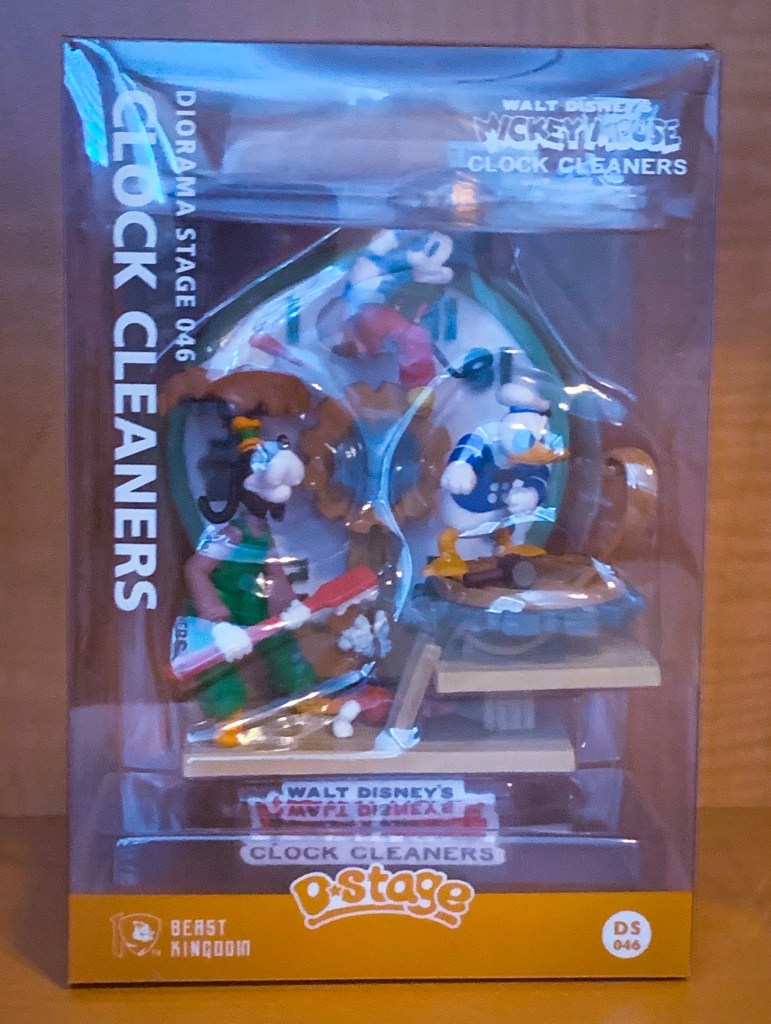 DIORAMA STAGE 046
CLOCK CLEANERS
WALT DISNEY'S
MICKEY MOUSE
CLOCK CLEANERS
WALT DISNEY'S
CLOCK CLEANERS
D-Stage
BEAST
KINGDOM
DS
046